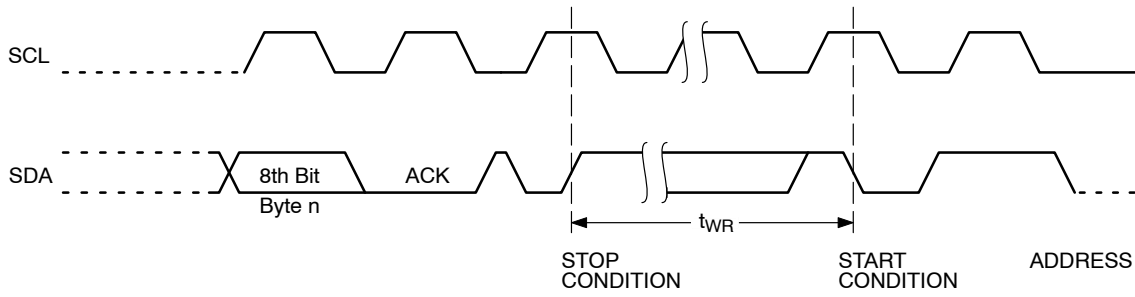 SCL
SDA
8th Bit
Byte n
ACK
tWR
STOP
CONDITION
START
CONDITION
ADDRESS